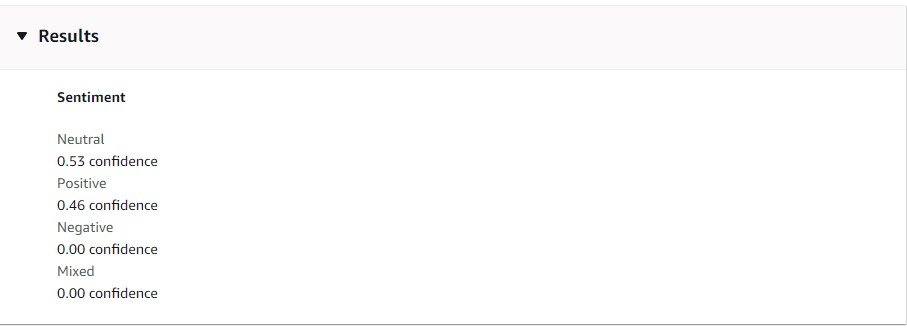 Results
Sentiment
Neutral
0.53 confidence
Positive
0.46 confidence
Negative
0.00 confidence
Mixed
0.00 confidence